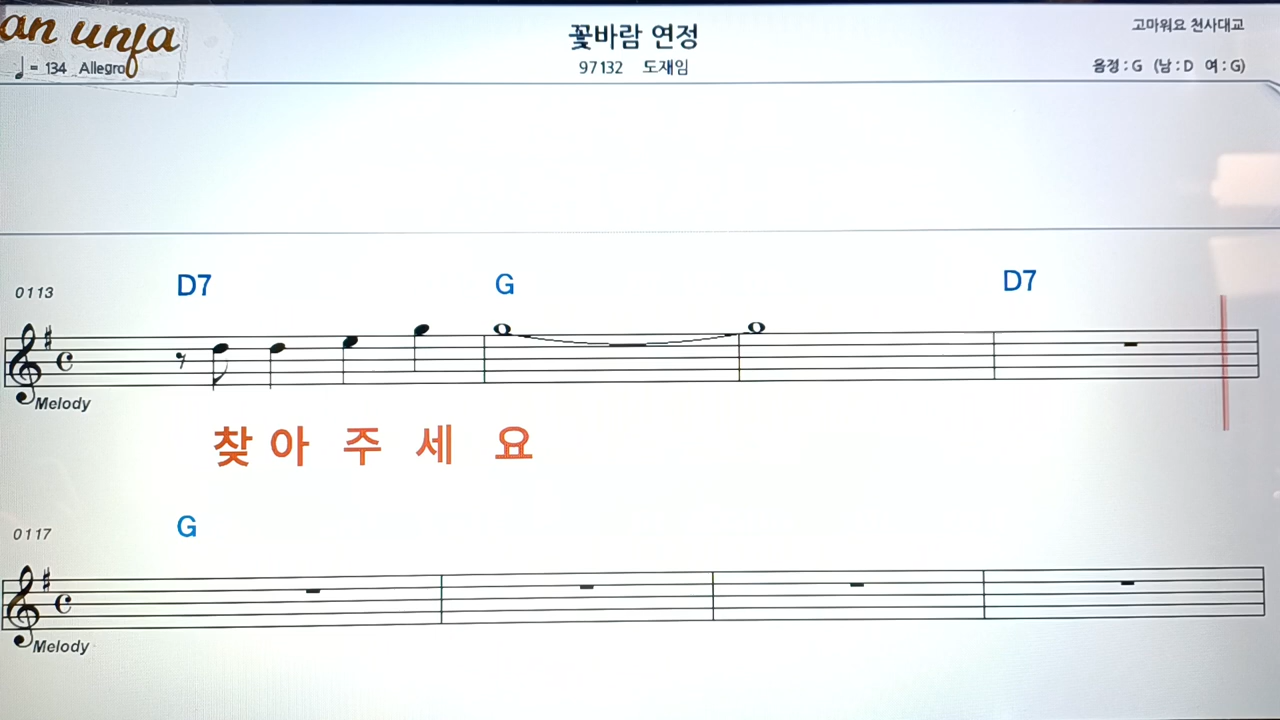 an unfa
♩= 134 Allegro
꽃바람 연정
97132 도재임
고마워요 천사대교
음정 : G (남 : D 여 : G)
0113
D7 G D7
Melody
찾 아 주 세 요
0117
G
Melody